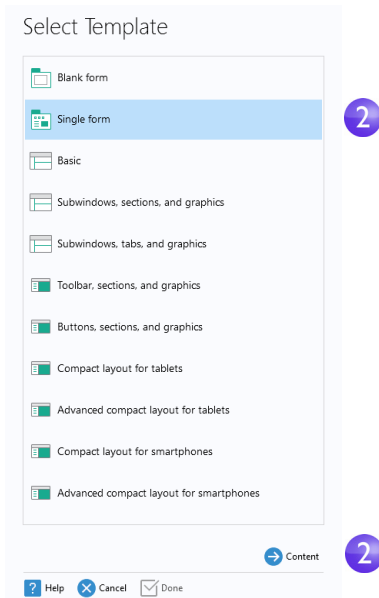 Select Template
Blank form
Single form
2
Basic
Subwindows, sections, and graphics
Subwindows, tabs, and graphics
Toolbar, sections, and graphics
Buttons, sections, and graphics
Compact layout for tablets
Advanced compact layout for tablets
Compact layout for smartphones
Advanced compact layout for smartphones
Content
2
? Help Cancel Done